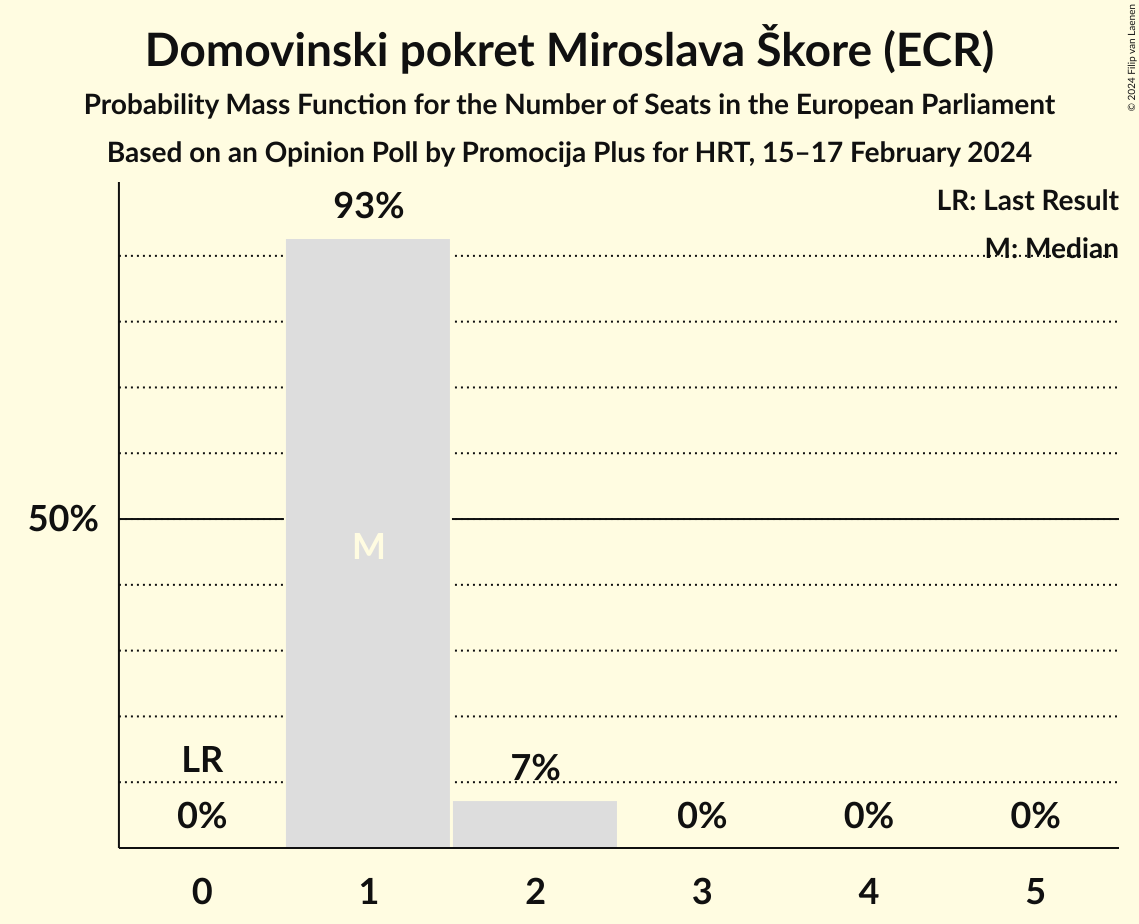 Domovinski pokret Miroslava Škore (ECR)
Probability Mass Function for the Number of Seats in the European Parliament
Based on an Opinion Poll by Promocija Plus for HRT, 15–17 February 2024
© 2024 Filip van Laenen
LR: Last Result
M: Median
93%
50%
M
LR
7%
0%
0%
0%
0%
0
1
2
3
4
5